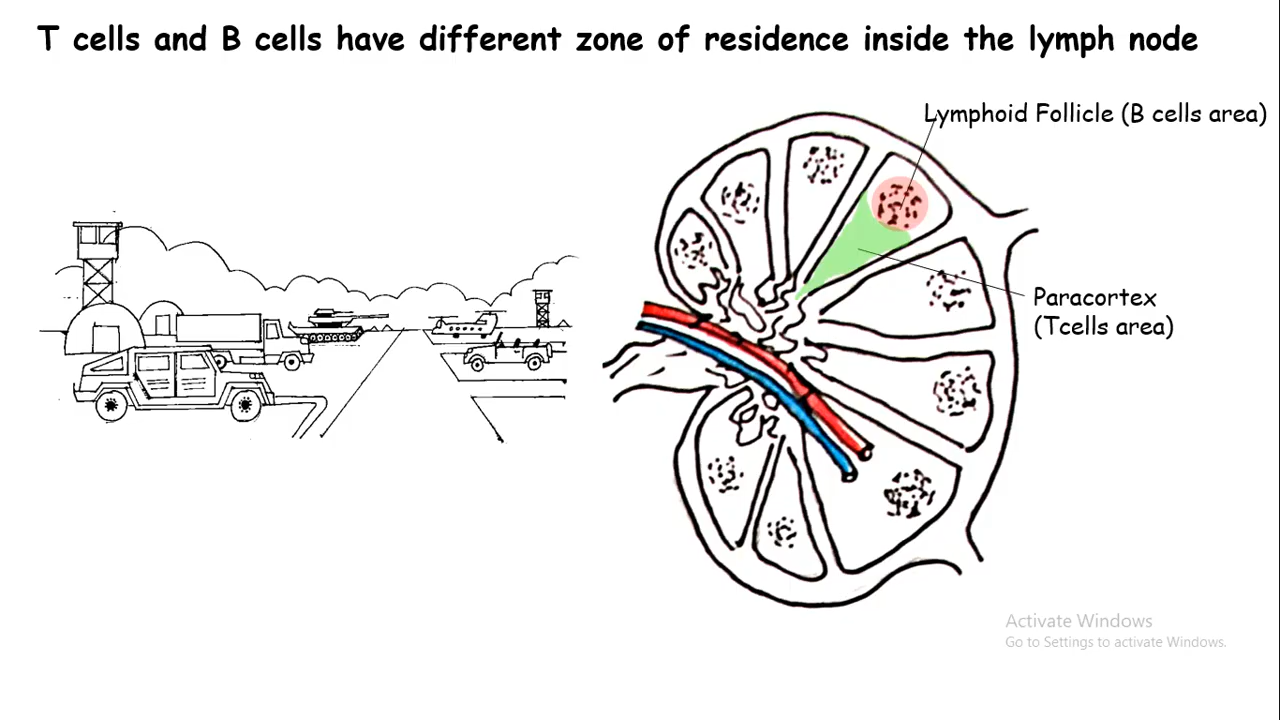 T cells and B cells have different zone of residence inside the lymph node
Lymphoid Follicle (B cells area)
Paracortex
(Tcells area)
Activate Windows
Go to Settings to activate Windows.